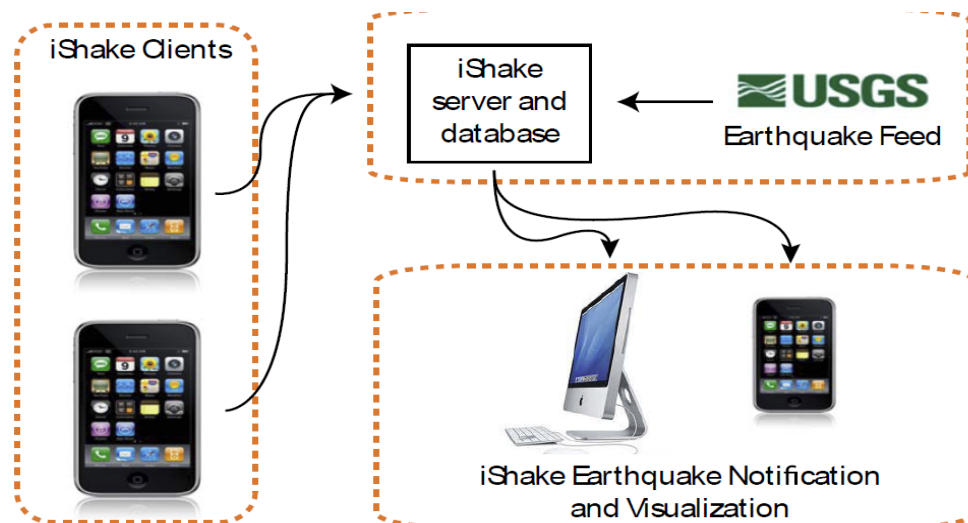 iShake Clients
iShake
server and
database
USGS
Earthquake Feed
iShake Earthquake Notification
and Visualization